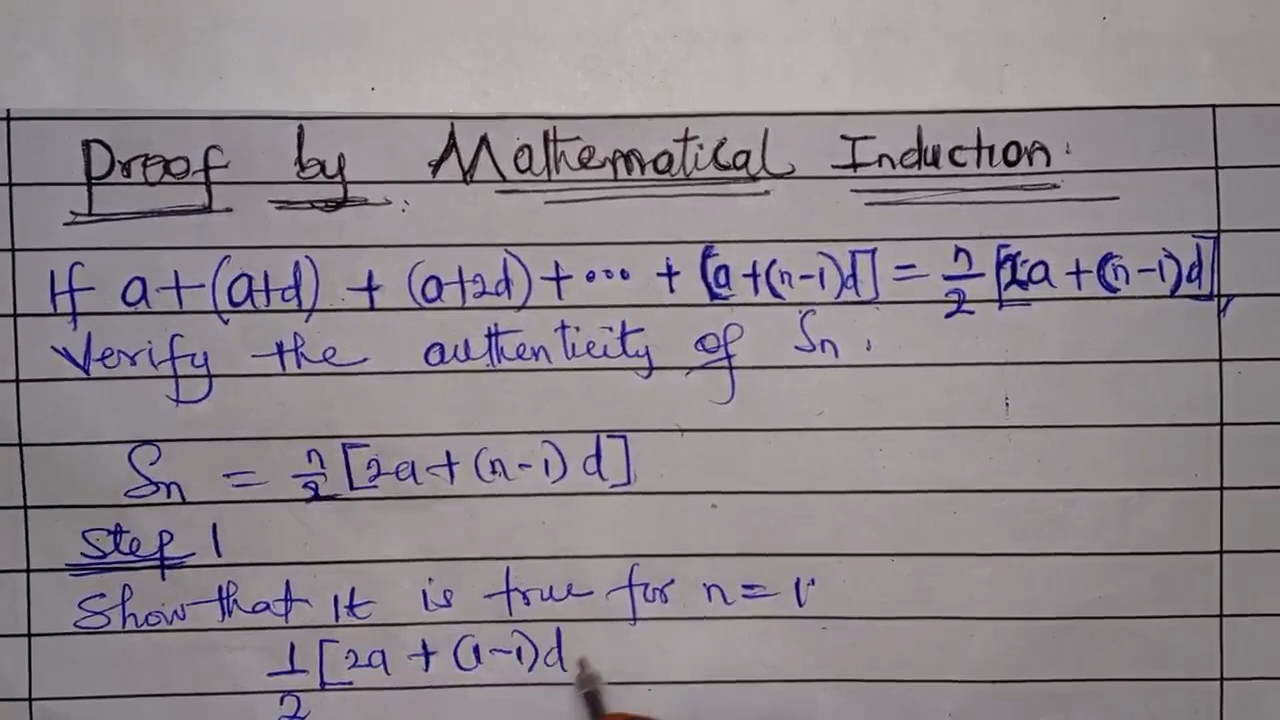 Proof by Mathematical Induction.
If a+(a+d) + (a+2d)+ ... + [a+(n-1)d] = n/2 [2a+(n-1)d],
Verify the authenticity of Sn.
Sn = n/2 [2a+(n-1)d]
Step 1
Show that it is true for n=1
1/2 [2a + (1-1)d